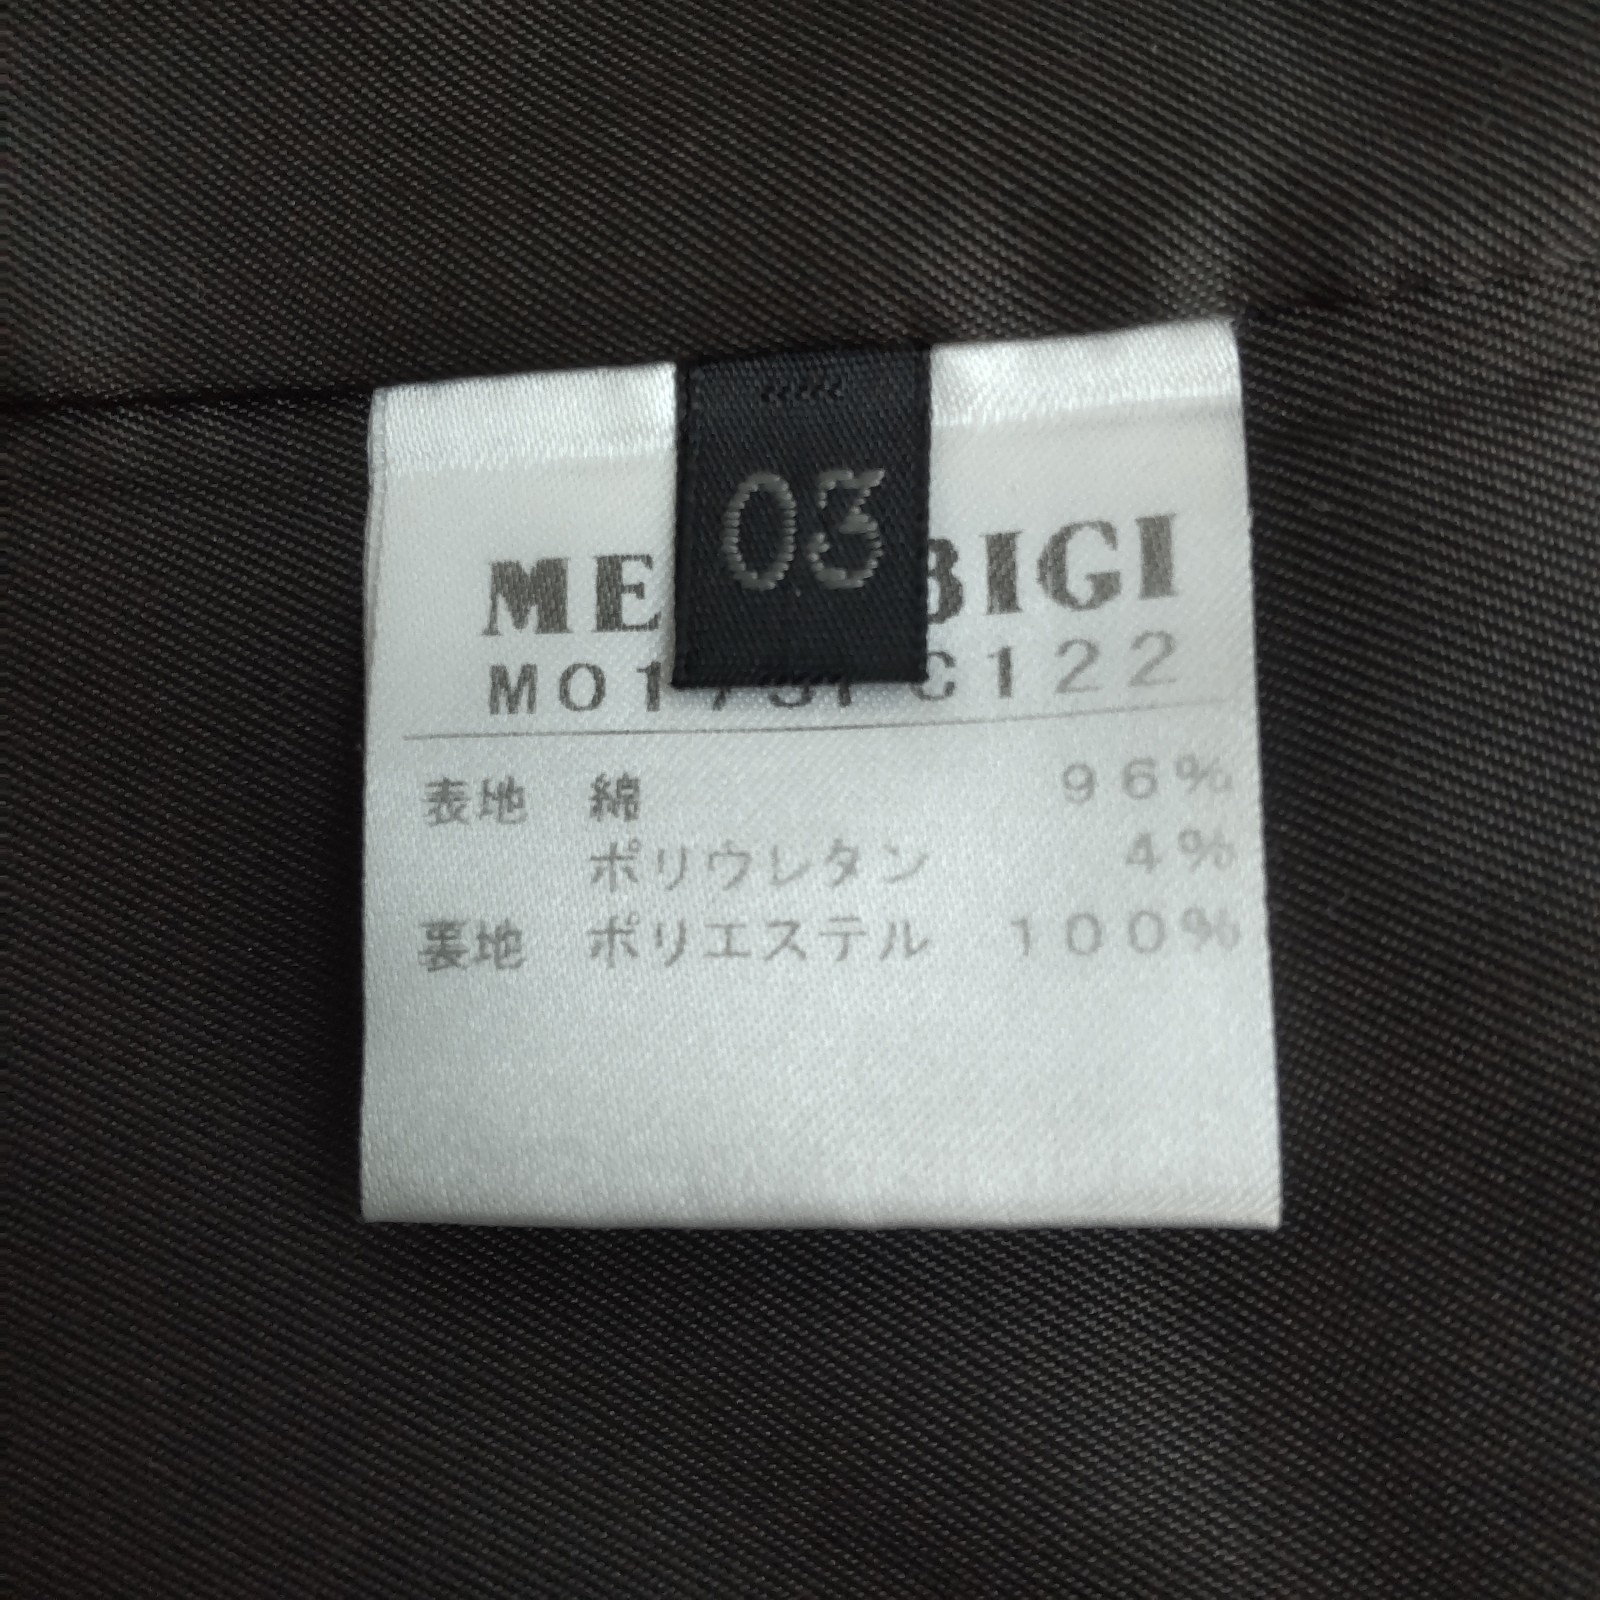 03
ME BIGI
MO1 C122
表地 綿 96%
ポリウレタン 4%
裏地 ポリエステル 100%